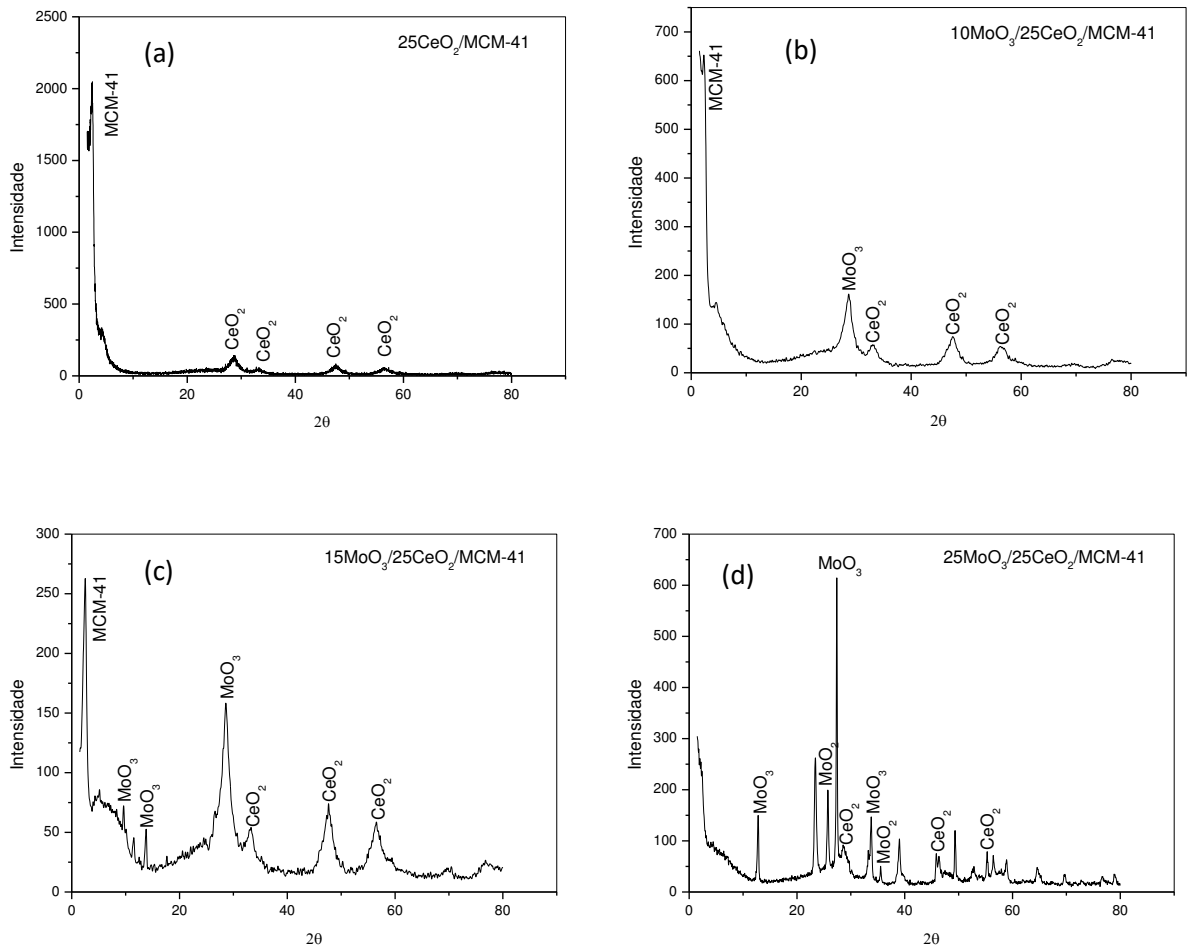 (a)
25CeO₂/MCM-41
MCM-41
CeO₂
CeO₂
CeO₂
CeO₂
Intensidade
2500
2000
1500
1000
500
0
0 20 40 60 80 100
2θ
(b)
10MoO₃/25CeO₂/MCM-41
MCM-41
MoO₃
CeO₂
CeO₂
CeO₂
Intensidade
700
600
500
400
300
200
100
0
0 20 40 60 80
2θ
(c)
15MoO₃/25CeO₂/MCM-41
MCM-41
MoO₃
MoO₃
MoO₃
CeO₂
CeO₂
CeO₂
Intensidade
300
250
200
150
100
50
0
0 20 40 60 80
2θ
(d)
25MoO₃/25CeO₂/MCM-41
MoO₃
MoO₃
MoO₂
CeO₂
MoO₃
MoO₂
CeO₂
CeO₂
Intensidade
700
600
500
400
300
200
100
0
0 20 40 60 80
2θ